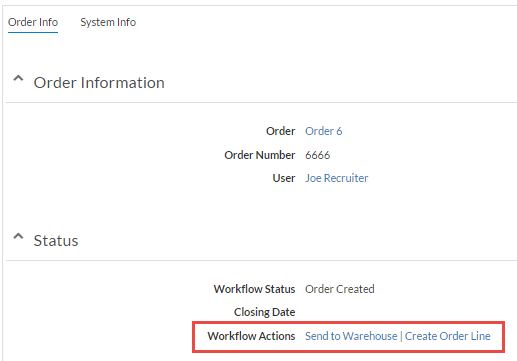 Order Info System Info
Order Information
Order Order 6
Order Number 6666
User Joe Recruiter
Status
Workflow Status Order Created
Closing Date
Workflow Actions Send to Warehouse | Create Order Line